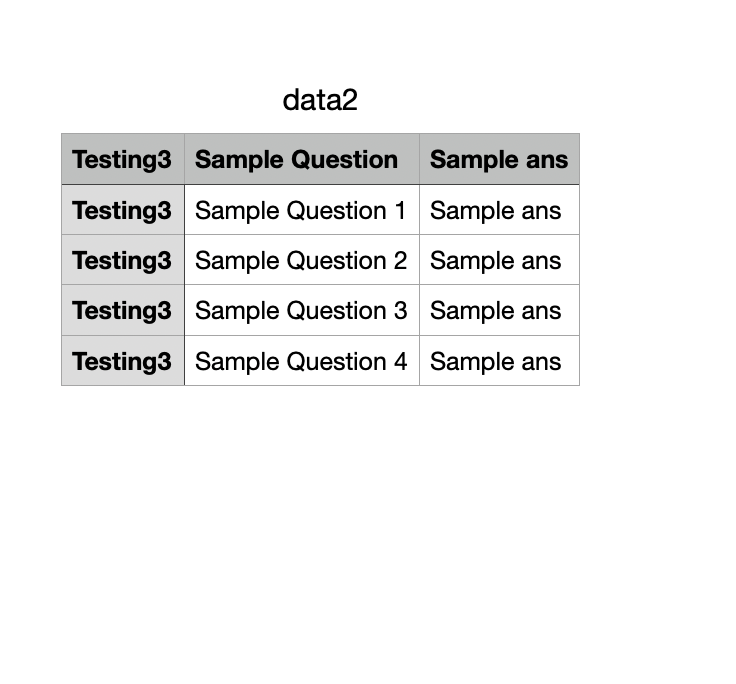 data2
Testing3 Sample Question Sample ans
Testing3 Sample Question 1 Sample ans
Testing3 Sample Question 2 Sample ans
Testing3 Sample Question 3 Sample ans
Testing3 Sample Question 4 Sample ans